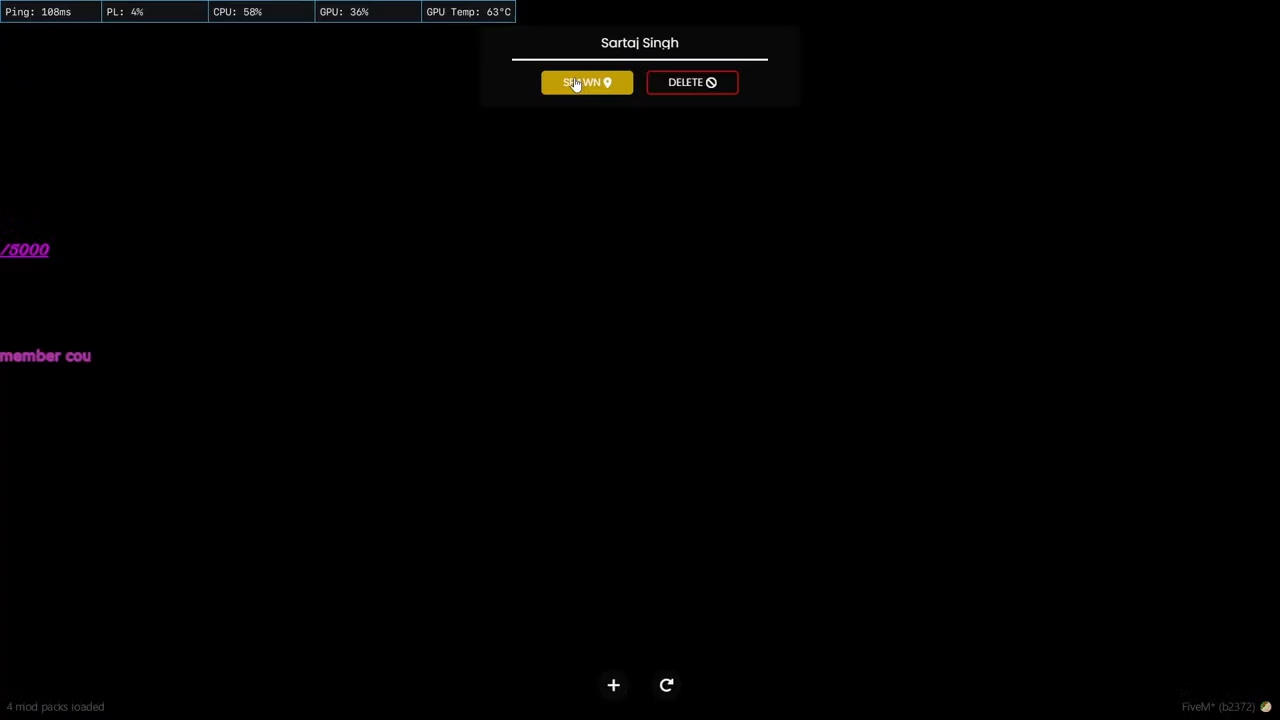 Ping: 108ms PL: 4% CPU: 58% GPU: 36% GPU Temp: 63°C
Sartaj Singh
SPAWN DELETE
/5000
member cou
4 mod packs loaded
FiveM* (b2372)